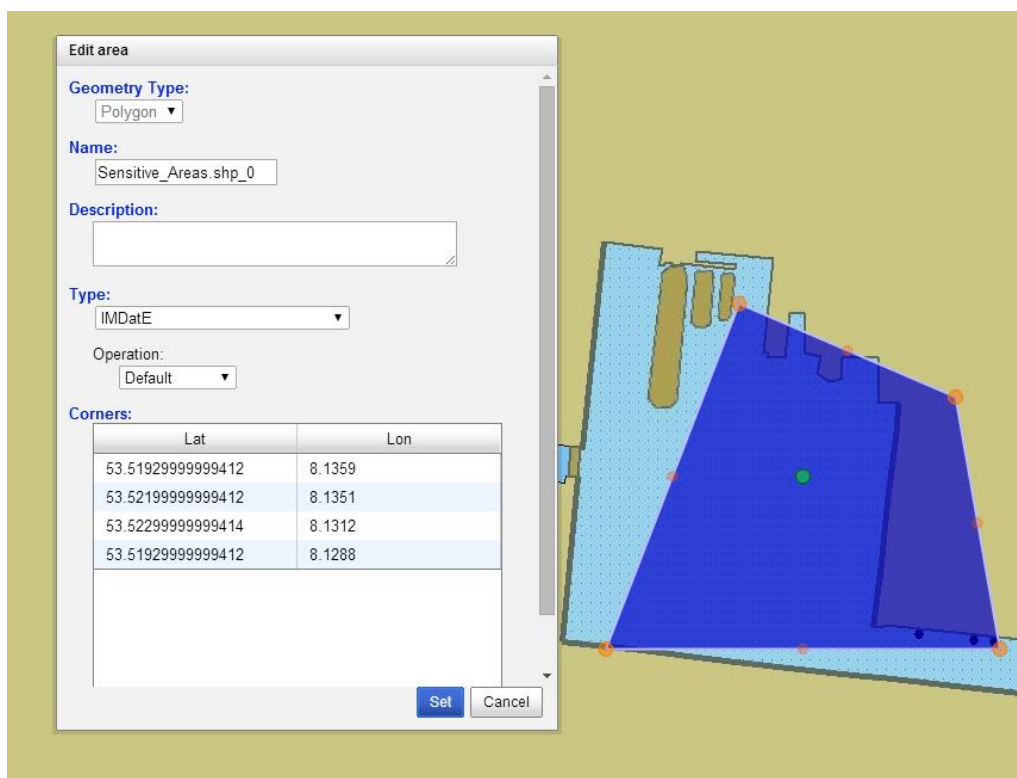 Edit area
Geometry Type:
Polygon
Name:
Sensitive_Areas.shp_0
Description:
Type:
IMDatE
Operation:
Default
Corners:
Lat Lon
53.51929999999412 8.1359
53.52199999999412 8.1351
53.52299999999414 8.1312
53.51929999999412 8.1288
Set Cancel